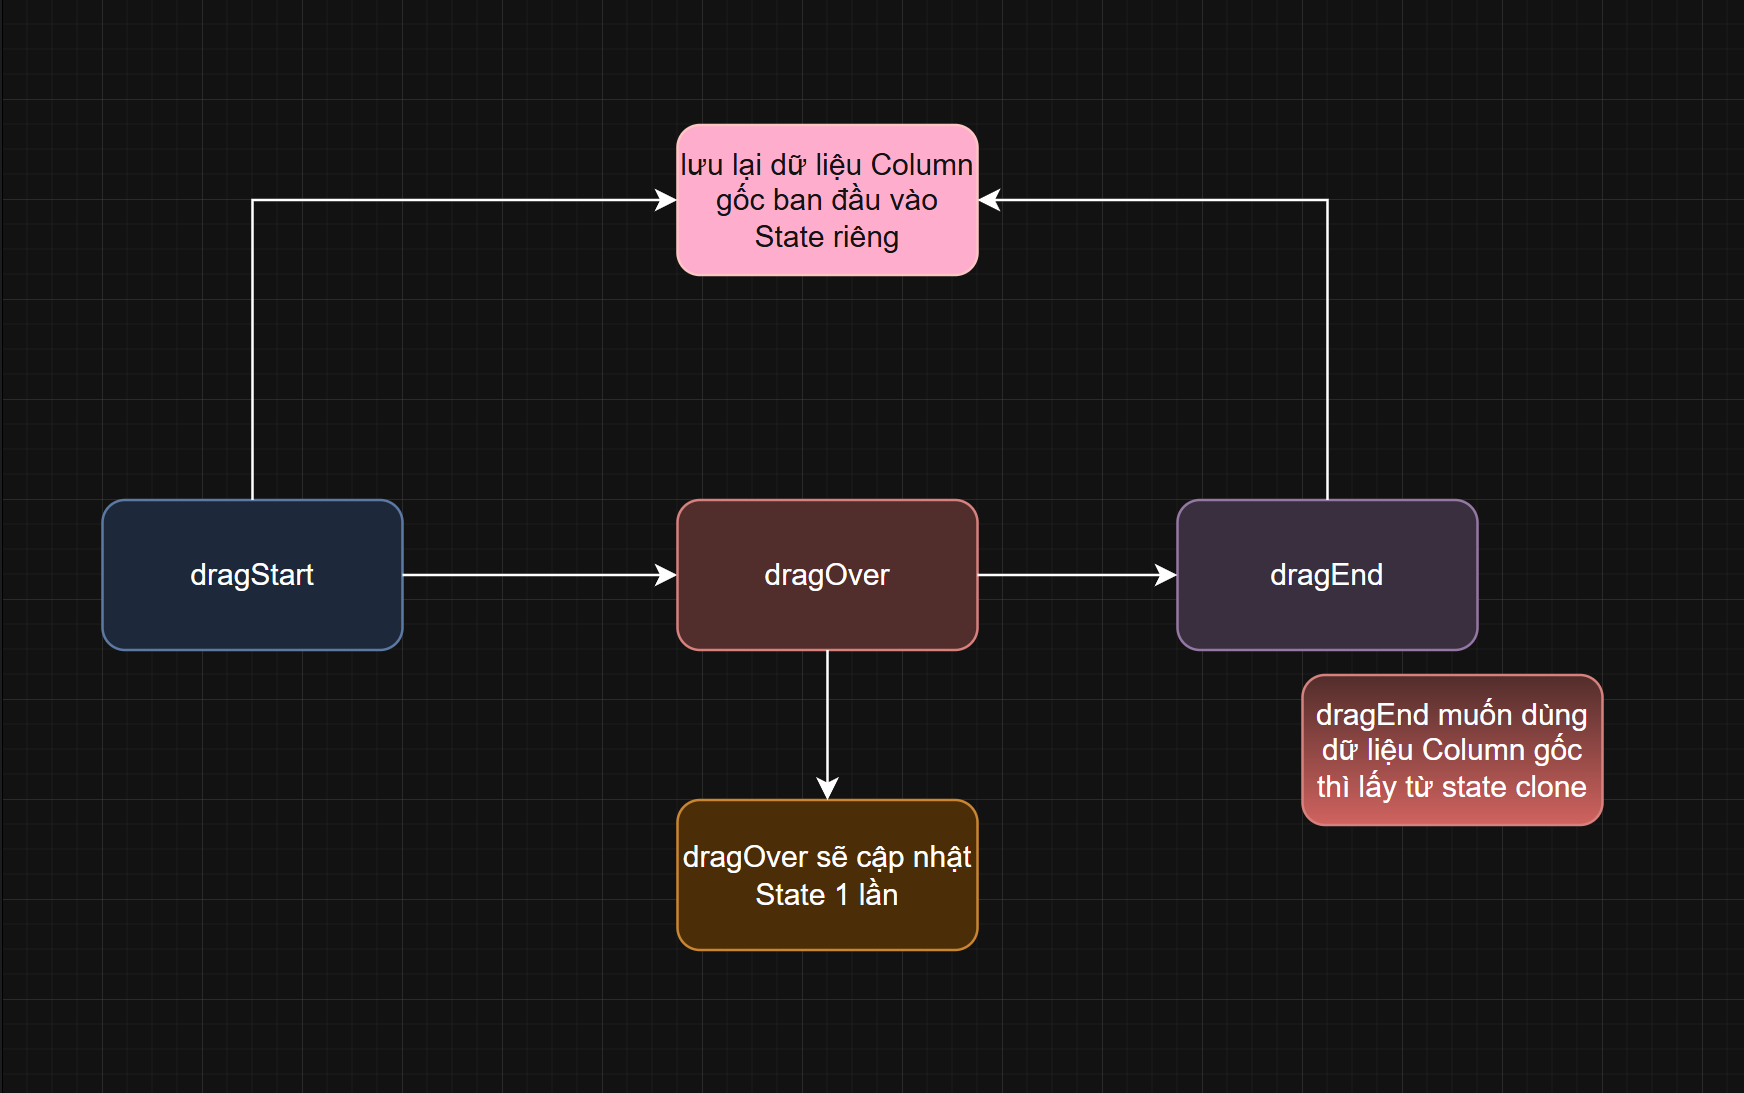 lưu lại dữ liệu Column
gốc ban đầu vào
State riêng
dragStart
dragOver
dragEnd
dragEnd muốn dùng
dữ liệu Column gốc
thì lấy từ state clone
dragOver sẽ cập nhật
State 1 lần